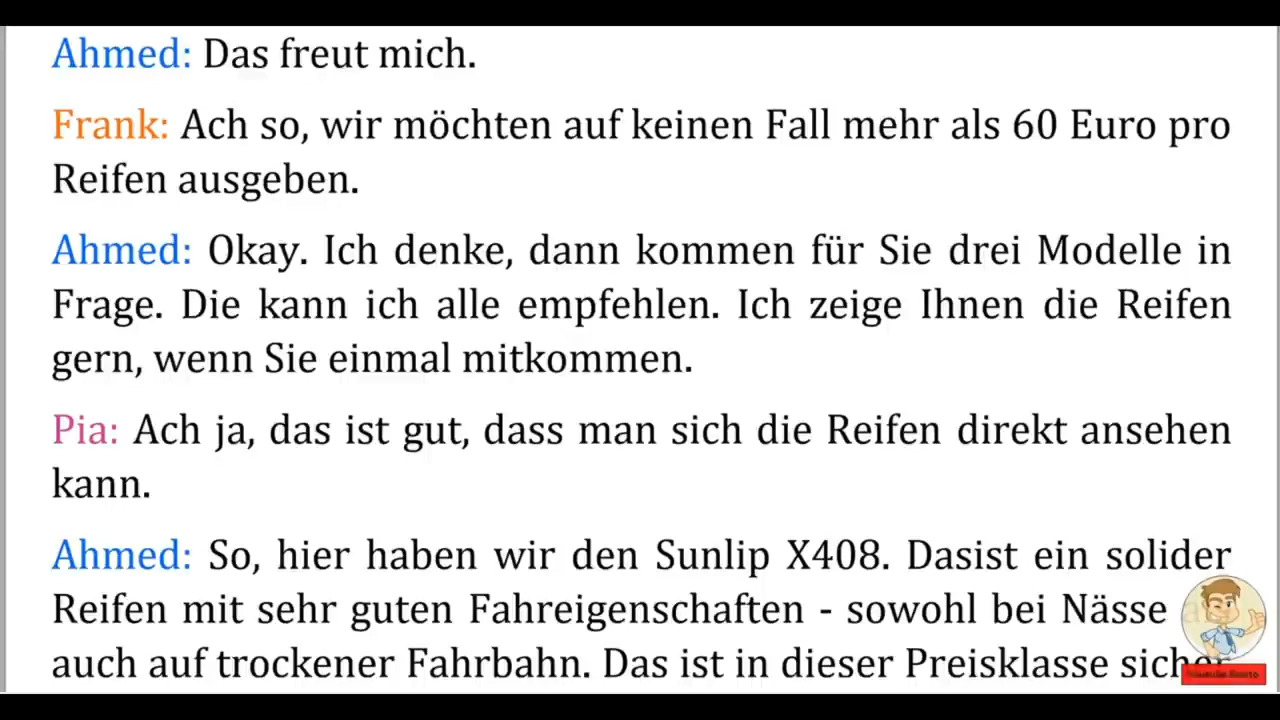 Ahmed: Das freut mich.
Frank: Ach so, wir möchten auf keinen Fall mehr als 60 Euro pro
Reifen ausgeben.
Ahmed: Okay. Ich denke, dann kommen für Sie drei Modelle in
Frage. Die kann ich alle empfehlen. Ich zeige Ihnen die Reifen
gern, wenn Sie einmal mitkommen.
Pia: Ach ja, das ist gut, dass man sich die Reifen direkt ansehen
kann.
Ahmed: So, hier haben wir den Sunlip X408. Dasist ein solider
Reifen mit sehr guten Fahreigenschaften - sowohl bei Nässe
auch auf trockener Fahrbahn. Das ist in dieser Preisklasse sicher